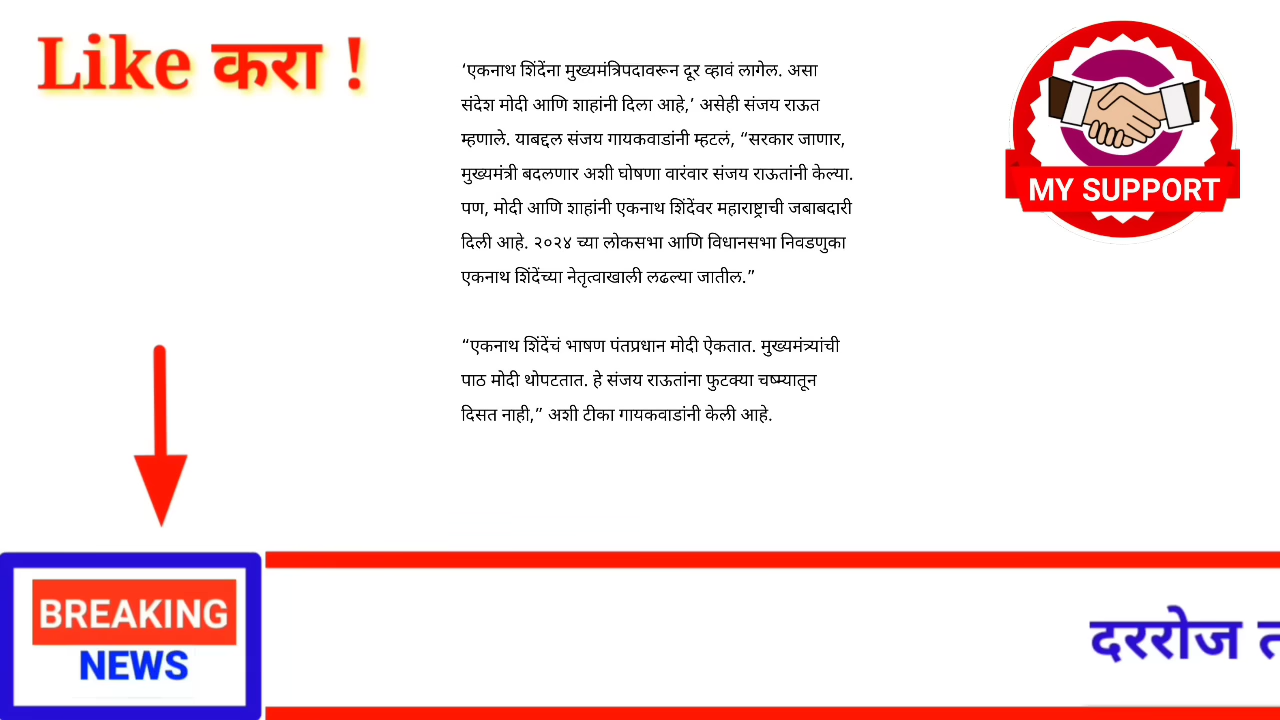 Like करा !
‘एकनाथ शिंदेंना मुख्यमंत्रिपदावरून दूर व्हावं लागेल. असा
संदेश मोदी आणि शाहांनी दिला आहे,’ असेही संजय राऊत
म्हणाले. याबद्दल संजय गायकवाडांनी म्हटलं, “सरकार जाणार,
मुख्यमंत्री बदलणार अशी घोषणा वारंवार संजय राऊतांनी केल्या.
पण, मोदी आणि शाहांनी एकनाथ शिंदेंवर महाराष्ट्राची जबाबदारी
दिली आहे. २०२४ च्या लोकसभा आणि विधानसभा निवडणुका
एकनाथ शिंदेंच्या नेतृत्वाखाली लढल्या जातील.”
“एकनाथ शिंदेंचं भाषण पंतप्रधान मोदी ऐकतात. मुख्यमंत्र्यांची
पाठ मोदी थोपटतात. हे संजय राऊतांना फुटक्या चष्म्यातून
दिसत नाही,” अशी टीका गायकवाडांनी केली आहे.
MY SUPPORT
BREAKING
NEWS
दररोज